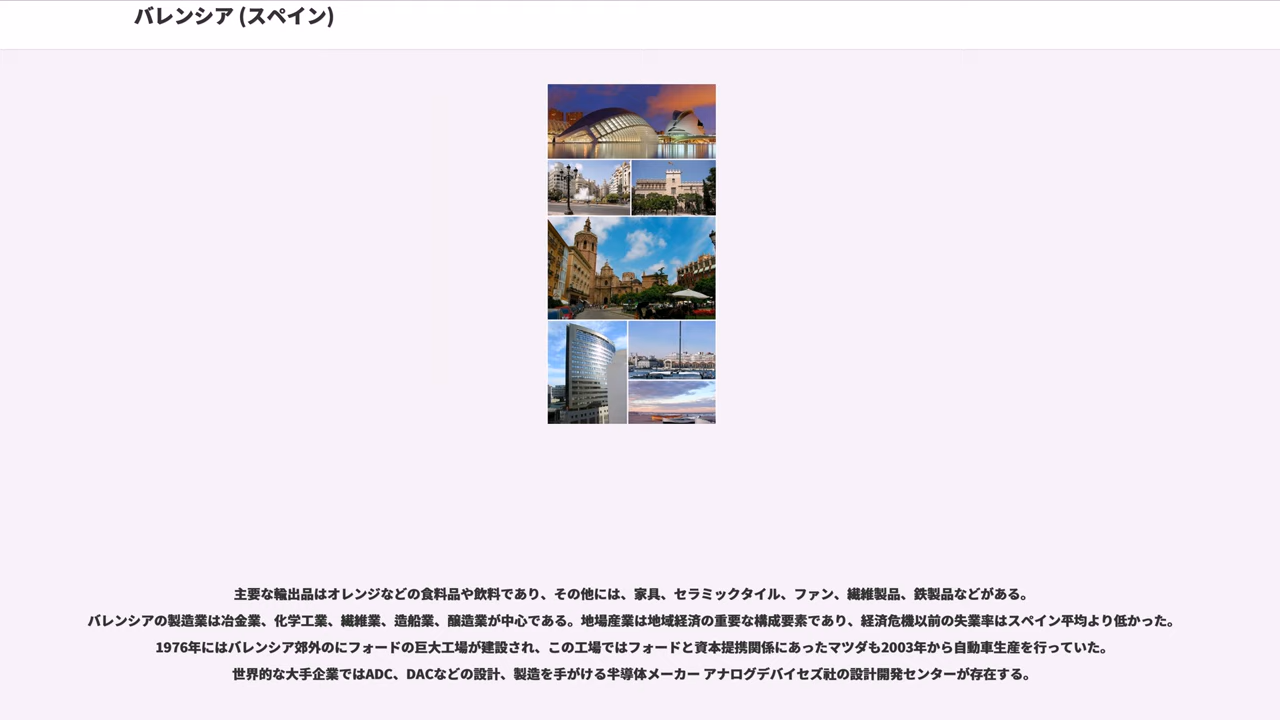 バレンシア (スペイン)
主要な輸出品はオレンジなどの食料品や飲料であり、その他には、家具、セラミックタイル、ファン、繊維製品、鉄製品などがある。
バレンシアの製造業は冶金業、化学工業、繊維業、造船業、醸造業が中心である。地場産業は地域経済の重要な構成要素であり、経済危機以前の失業率はスペイン平均より低かった。
1976年にはバレンシア郊外のにフォードの巨大工場が建設され、この工場ではフォードと資本提携関係にあったマツダも2003年から自動車生産を行っていた。
世界的な大手企業ではADC、DACなどの設計、製造を手がける半導体メーカー アナログデバイセズ社の設計開発センターが存在する。